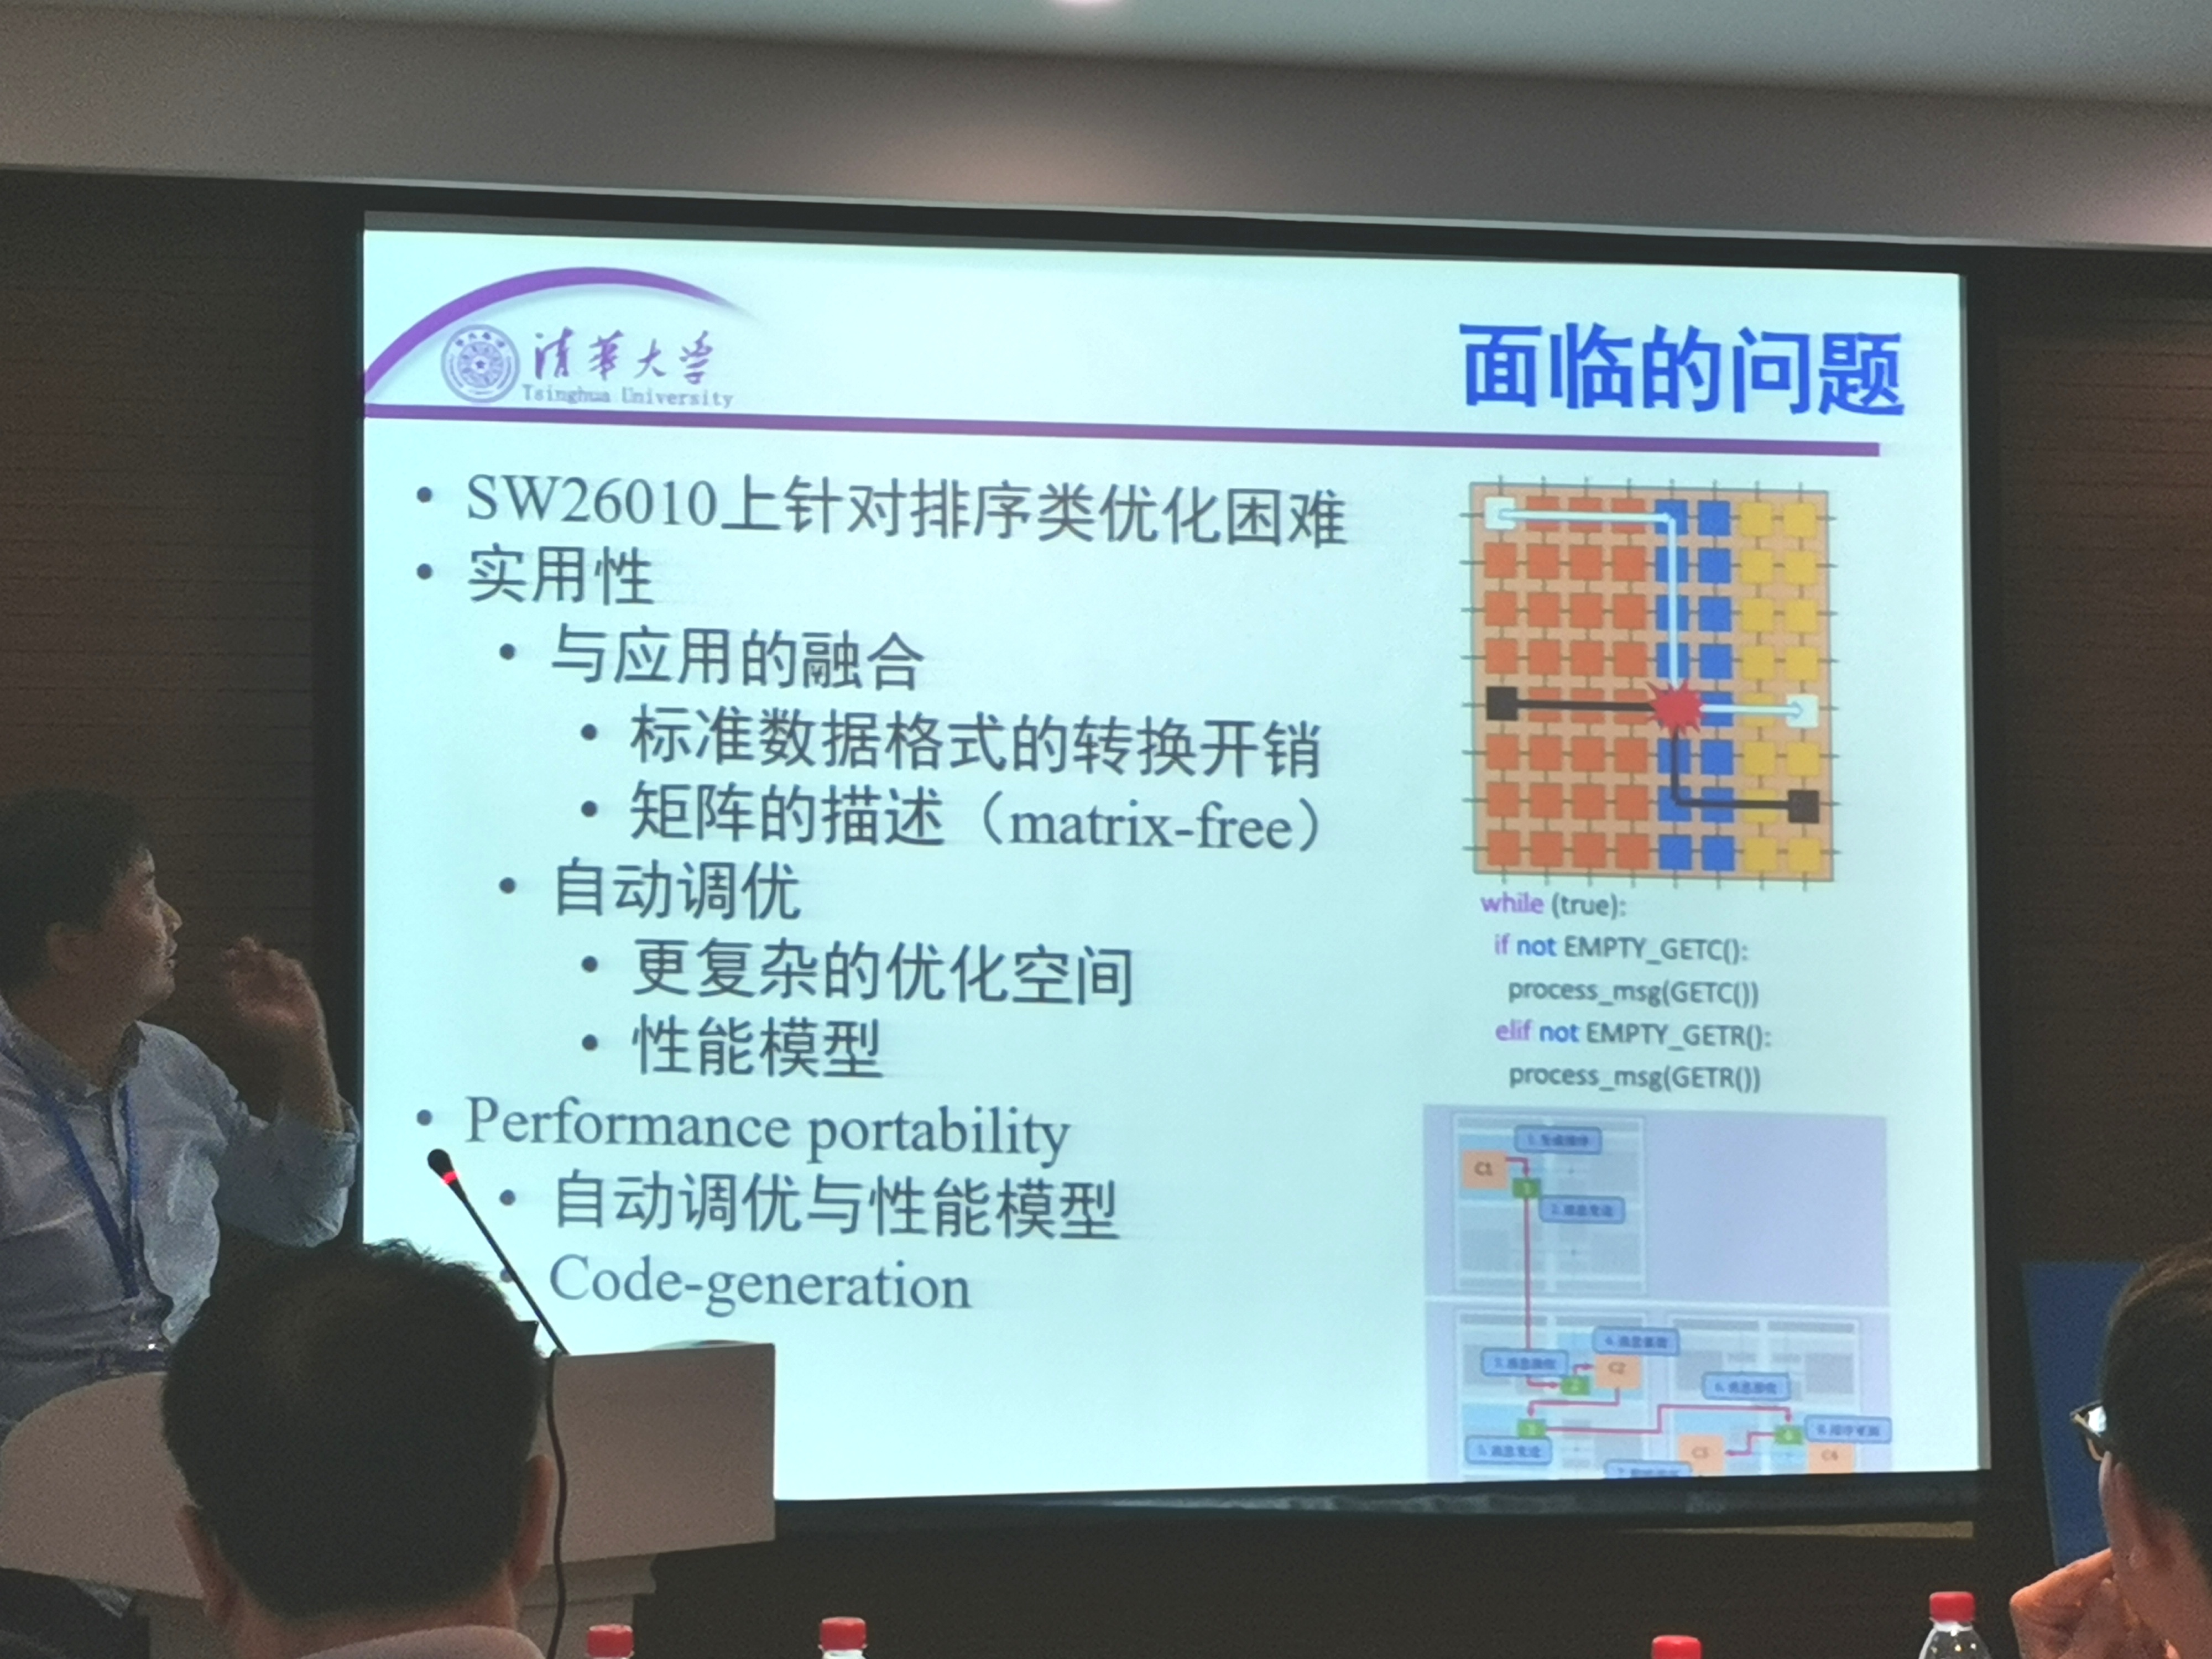 清华大学
Tsinghua University
面临的问题
• SW26010上针对排序类优化困难
• 实用性
• 与应用的融合
• 标准数据格式的转换开销
• 矩阵的描述（matrix-free）
• 自动调优
• 更复杂的优化空间
• 性能模型
• Performance portability
• 自动调优与性能模型
• Code-generation
while (true):
if not EMPTY_GETC():
process_msg(GETC())
elif not EMPTY_GETR():
process_msg(GETR())
C1
C2